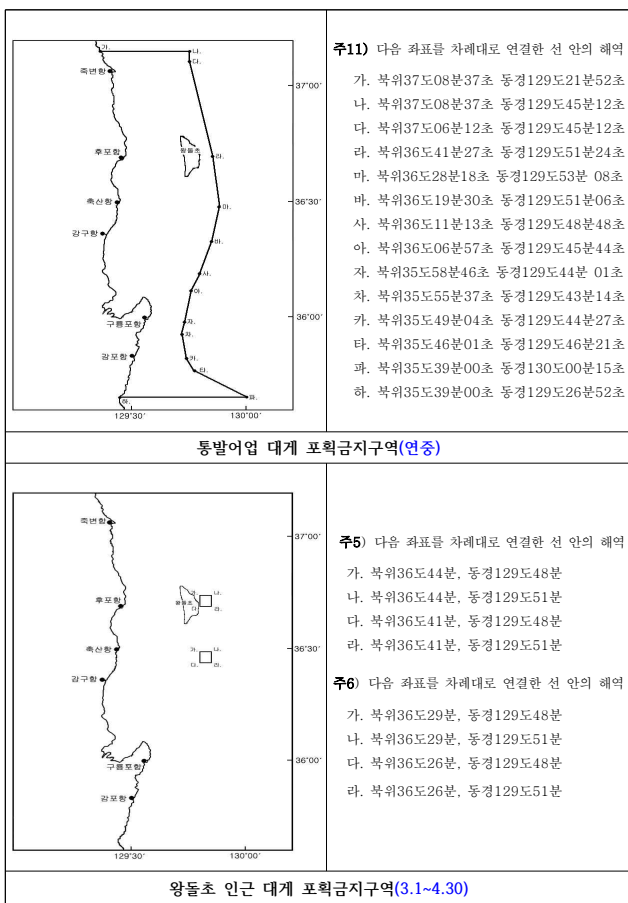 가.
나.
다.
죽변항
37°00'
왕돌초
라.
후포항
축산항
36°30'
마.
강구항
바.
사.
아.
구룡포항
36°00'
자.
차.
감포항
카.
타.
하.
파.
129°30'
130°00'
주11) 다음 좌표를 차례대로 연결한 선 안의 해역
가. 북위37도08분37초 동경129도21분52초
나. 북위37도08분37초 동경129도45분12초
다. 북위37도06분12초 동경129도45분12초
라. 북위36도41분27초 동경129도51분24초
마. 북위36도28분18초 동경129도53분 08초
바. 북위36도19분30초 동경129도51분06초
사. 북위36도11분13초 동경129도48분48초
아. 북위36도06분57초 동경129도45분44초
자. 북위35도58분46초 동경129도44분 01초
차. 북위35도55분37초 동경129도43분14초
카. 북위35도49분04초 동경129도44분27초
타. 북위35도46분01초 동경129도46분21초
파. 북위35도39분00초 동경130도00분15초
하. 북위35도39분00초 동경129도26분52초
통발어업 대게 포획금지구역(연중)
죽변항
37°00'
가. 나.
왕돌초
다. 라.
후포항
축산항
36°30'
가. 나.
다. 라.
강구항
구룡포항
36°00'
감포항
129°30'
130°00'
주5) 다음 좌표를 차례대로 연결한 선 안의 해역
가. 북위36도44분, 동경129도48분
나. 북위36도44분, 동경129도51분
다. 북위36도41분, 동경129도48분
라. 북위36도41분, 동경129도51분
주6) 다음 좌표를 차례대로 연결한 선 안의 해역
가. 북위36도29분, 동경129도48분
나. 북위36도29분, 동경129도51분
다. 북위36도26분, 동경129도48분
라. 북위36도26분, 동경129도51분
왕돌초 인근 대게 포획금지구역(3.1~4.30)